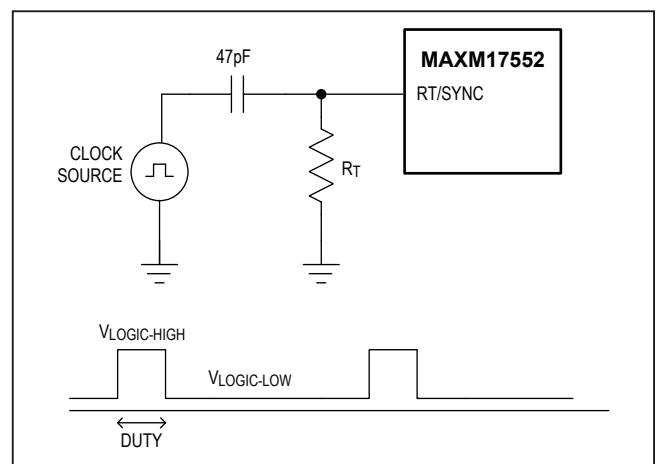 47pF
MAXM17552
RT/SYNC
CLOCK
SOURCE
RT
VLOGIC-HIGH
VLOGIC-LOW
DUTY